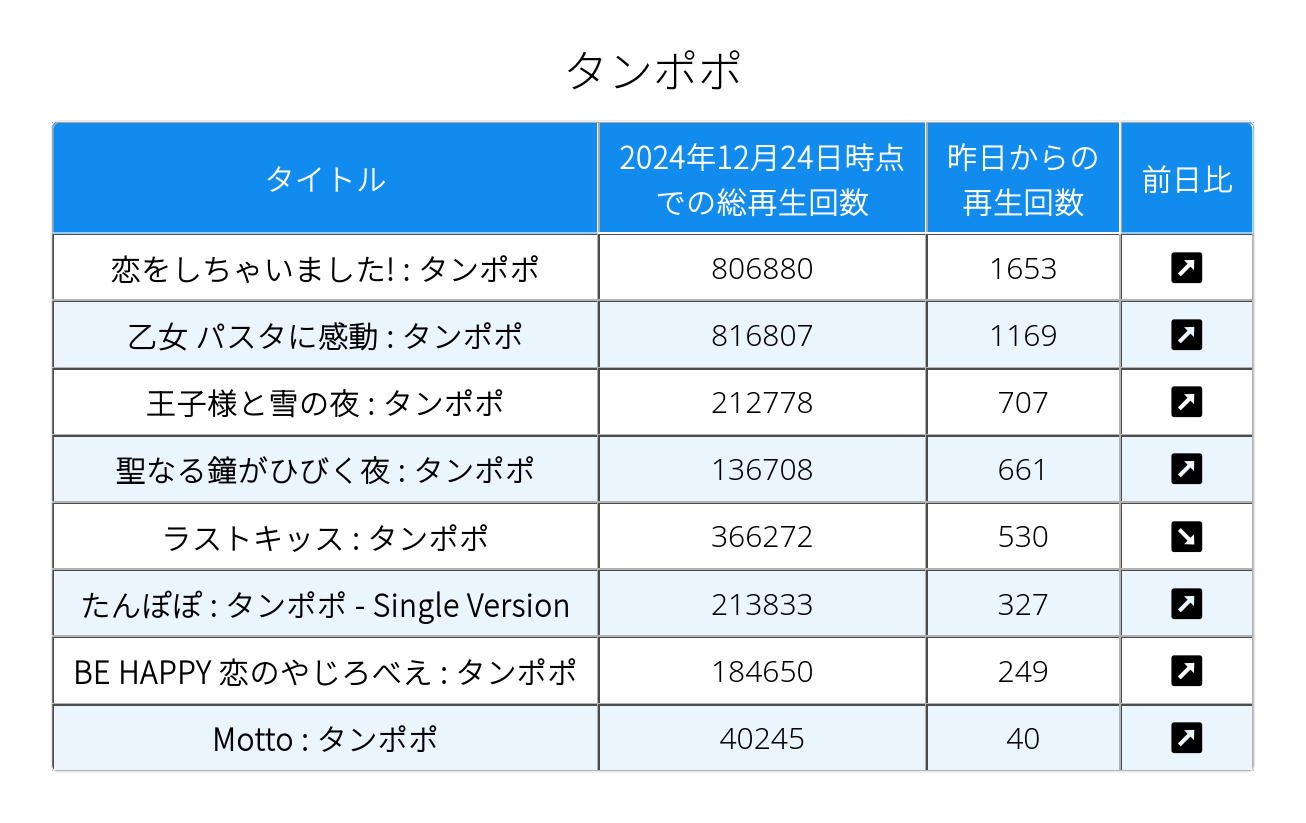 タンポポ
タイトル
2024年12月24日時点
での総再生回数
昨日からの
再生回数
前日比
恋をしちゃいました! : タンポポ 806880 1653
乙女 パスタに感動 : タンポポ 816807 1169
王子様と雪の夜 : タンポポ 212778 707
聖なる鐘がひびく夜 : タンポポ 136708 661
ラストキッス : タンポポ 366272 530
たんぽぽ : タンポポ - Single Version 213833 327
BE HAPPY 恋のやじろべえ : タンポポ 184650 249
Motto : タンポポ 40245 40